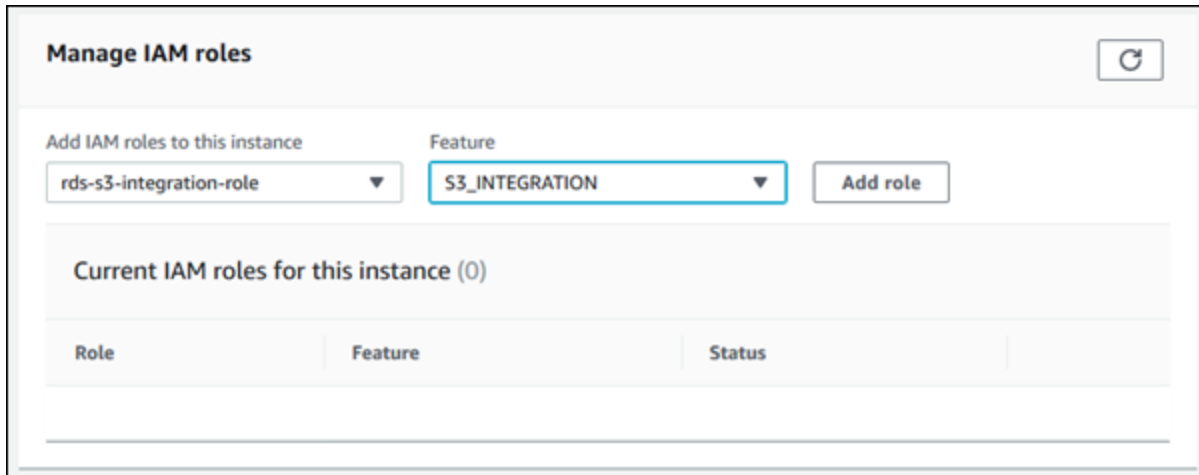 Manage IAM roles
Add IAM roles to this instance Feature
rds-s3-integration-role S3_INTEGRATION Add role
Current IAM roles for this instance (0)
Role Feature Status